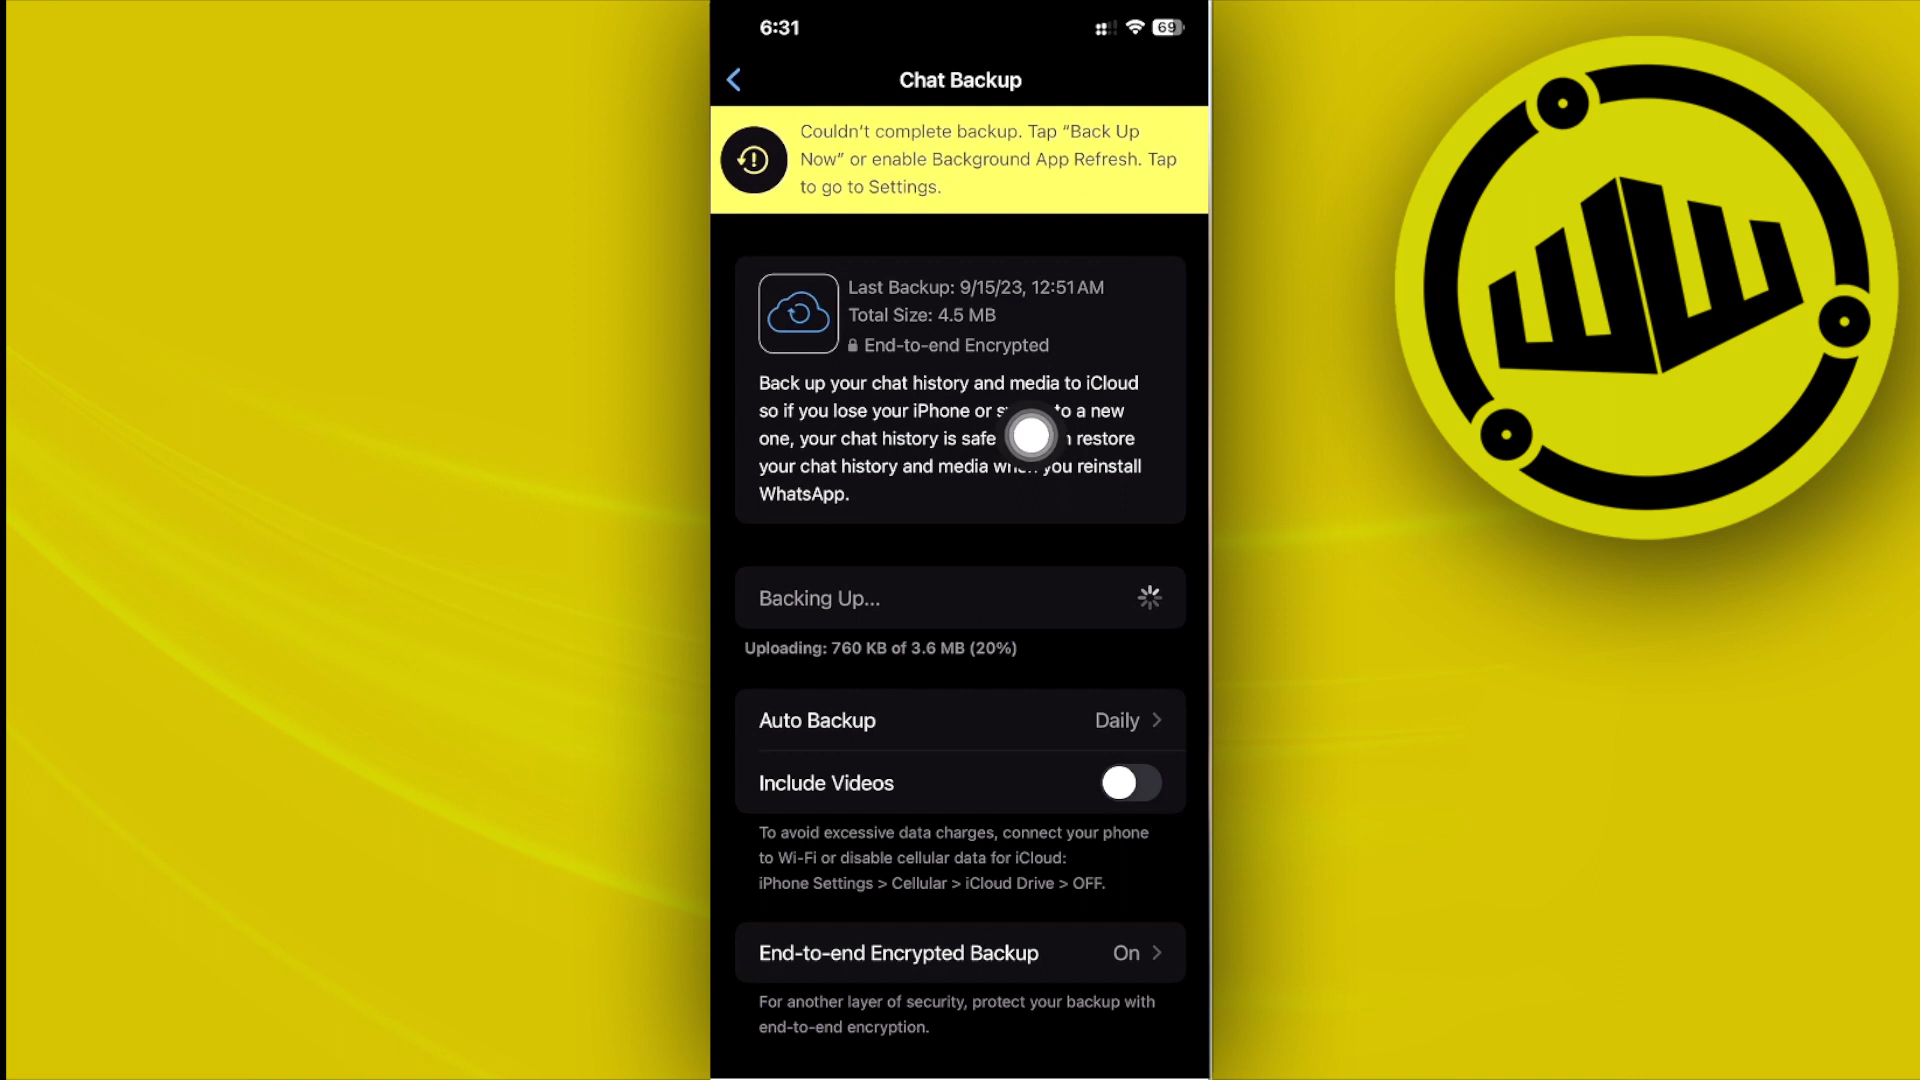 6:31
69
Chat Backup
Couldn't complete backup. Tap “Back Up
Now” or enable Background App Refresh. Tap
to go to Settings.
Last Backup: 9/15/23, 12:51 AM
Total Size: 4.5 MB
End-to-end Encrypted
Back up your chat history and media to iCloud
so if you lose your iPhone or to a new
one, your chat history is safe restore
your chat history and media you reinstall
WhatsApp.
Backing Up...
Uploading: 760 KB of 3.6 MB (20%)
Auto Backup Daily
Include Videos
To avoid excessive data charges, connect your phone
to Wi-Fi or disable cellular data for iCloud:
iPhone Settings > Cellular > iCloud Drive > OFF.
End-to-end Encrypted Backup On
For another layer of security, protect your backup with
end-to-end encryption.